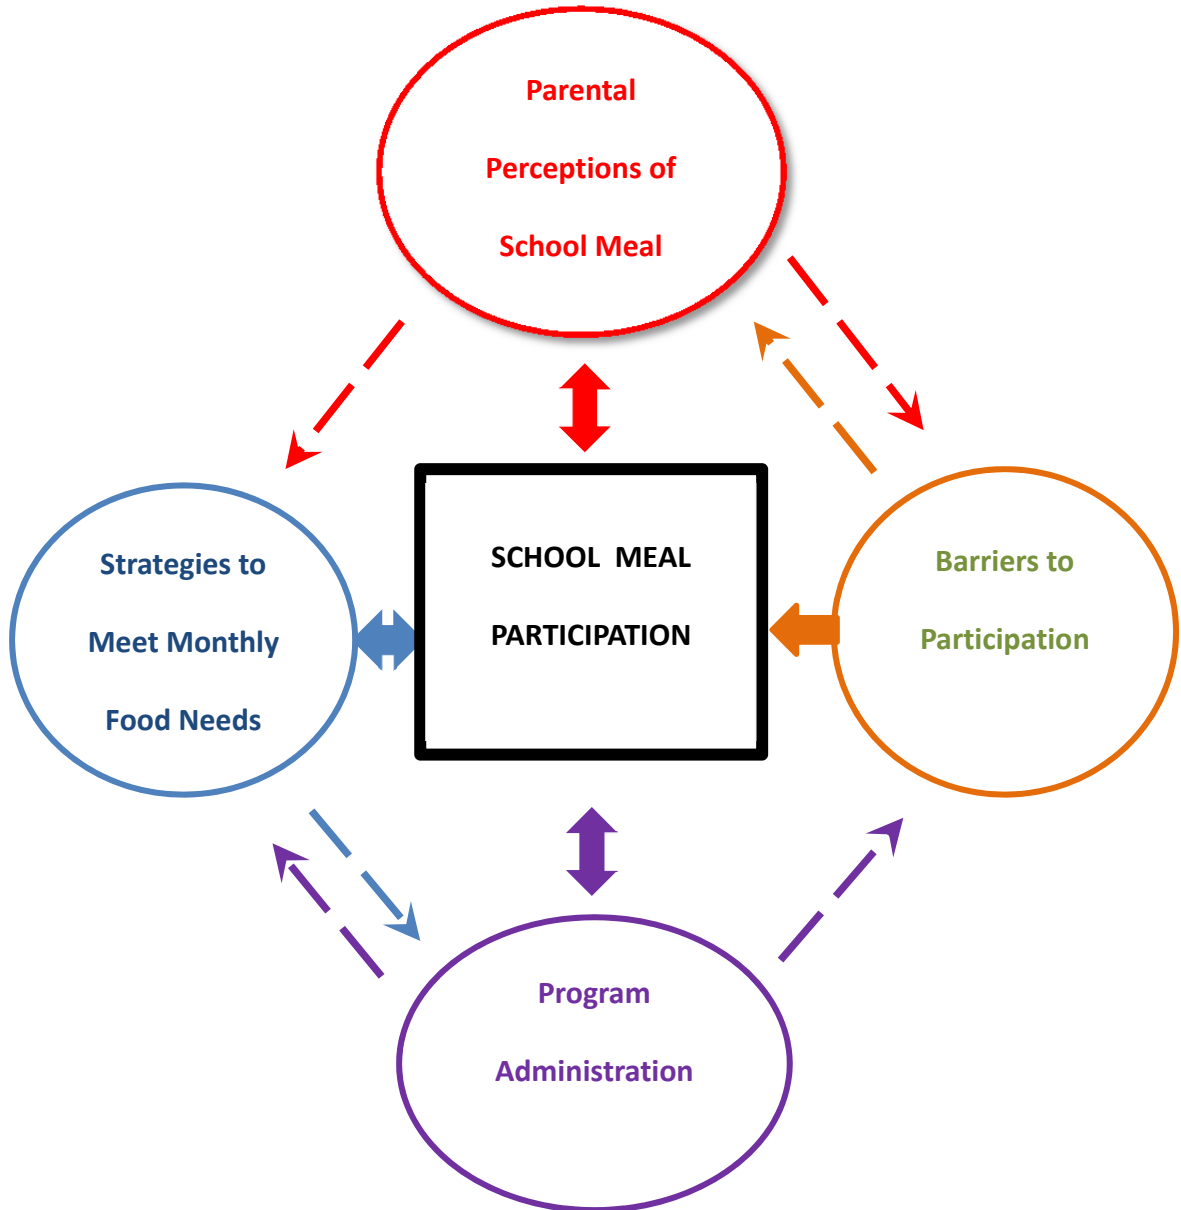 Parental
Perceptions of
School Meal
Strategies to
Meet Monthly
Food Needs
SCHOOL MEAL
PARTICIPATION
Barriers to
Participation
Program
Administration